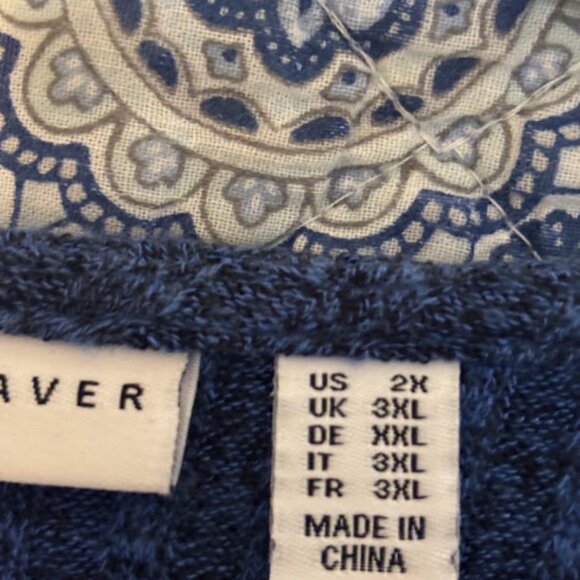 AVER
US 2X
UK 3XL
DE XXL
IT 3XL
FR 3XL
MADE IN
CHINA